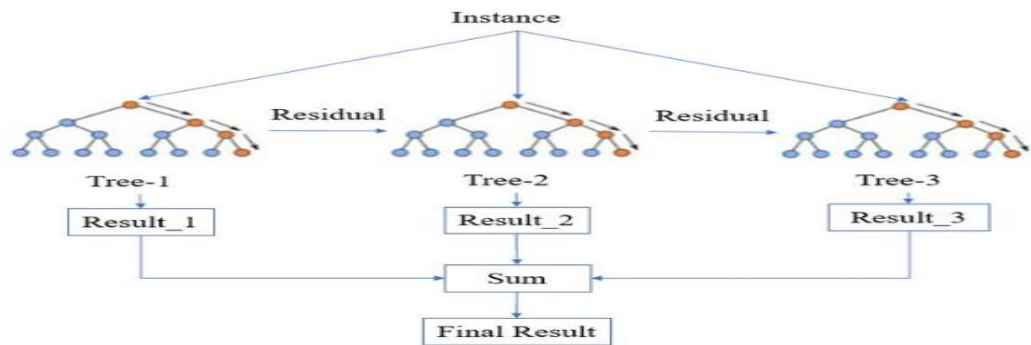 Instance
Residual
Residual
Tree-1
Tree-2
Tree-3
Result_1
Result_2
Result_3
Sum
Final Result